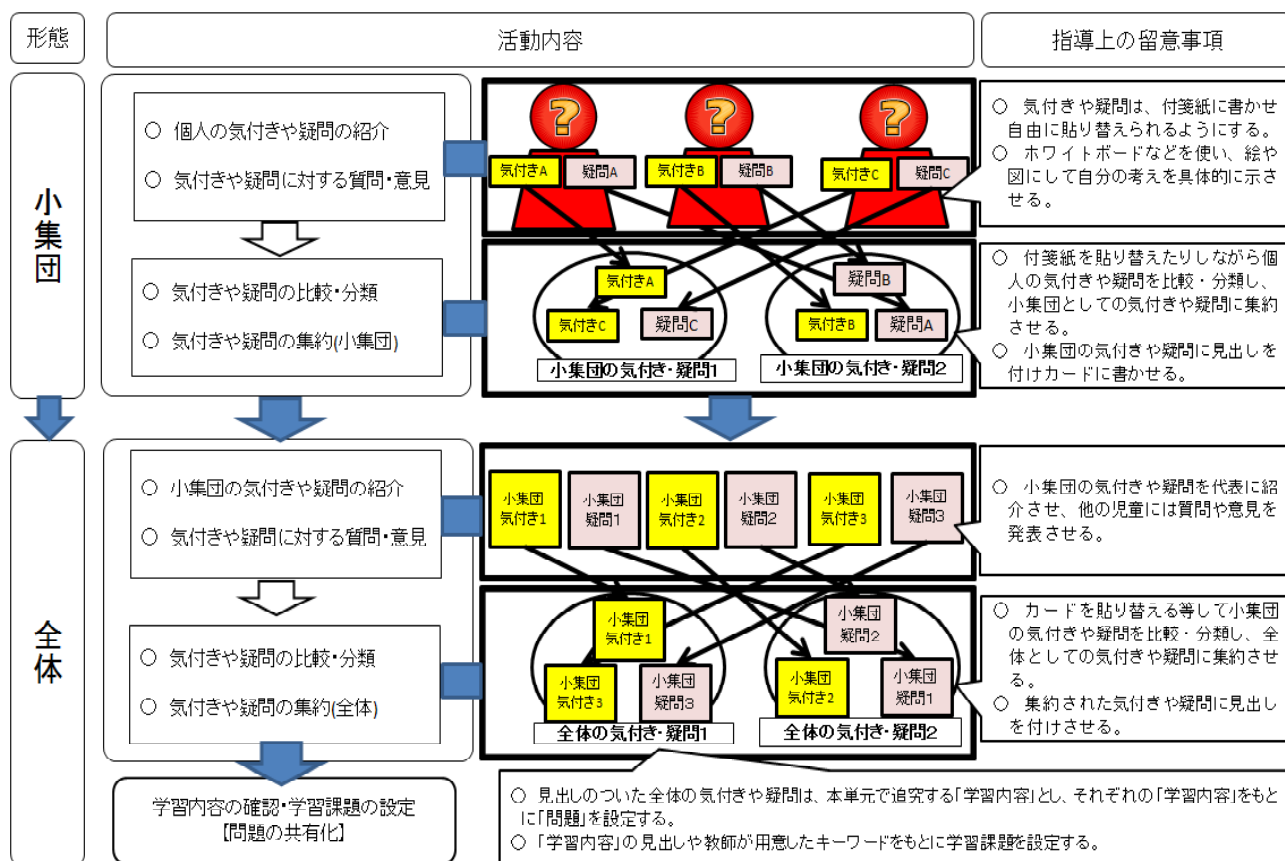 形態
活動内容
指導上の留意事項
小集団
○ 個人の気付きや疑問の紹介
○ 気付きや疑問に対する質問・意見
気付きA
疑問A
気付きB
疑問B
気付きC
疑問C
○ 気付きや疑問は、付箋紙に書かせ
自由に貼り替えられるようにする。
○ ホワイトボードなどを使い、絵や
図にして自分の考えを具体的に示さ
せる。
○ 気付きや疑問の比較・分類
○ 気付きや疑問の集約(小集団)
気付きA
気付きC
疑問C
小集団の気付き・疑問1
疑問B
気付きB
疑問A
小集団の気付き・疑問2
○ 付箋紙を貼り替えたりしながら個
人の気付きや疑問を比較・分類し、
小集団としての気付きや疑問に集約
させる。
○ 小集団の気付きや疑問に見出しを
付けカードに書かせる。
全体
○ 小集団の気付きや疑問の紹介
○ 気付きや疑問に対する質問・意見
小集団
気付き1
小集団
疑問1
小集団
気付き2
小集団
疑問2
小集団
気付き3
小集団
疑問3
○ 小集団の気付きや疑問を代表に紹
介させ、他の児童には質問や意見を
発表させる。
○ 気付きや疑問の比較・分類
○ 気付きや疑問の集約(全体)
小集団
気付き1
小集団
気付き3
小集団
疑問3
全体の気付き・疑問1
小集団
疑問2
小集団
気付き2
小集団
疑問1
全体の気付き・疑問2
○ カードを貼り替える等して小集団
の気付きや疑問を比較・分類し、全
体としての気付きや疑問に集約させ
る。
○ 集約された気付きや疑問に見出し
を付けさせる。
学習内容の確認・学習課題の設定
【問題の共有化】
○ 見出しのついた全体の気付きや疑問は、本単元で追究する「学習内容」とし、それぞれの「学習内容」をもと
に「問題」を設定する。
○ 「学習内容」の見出しや教師が用意したキーワードをもとに学習課題を設定する。